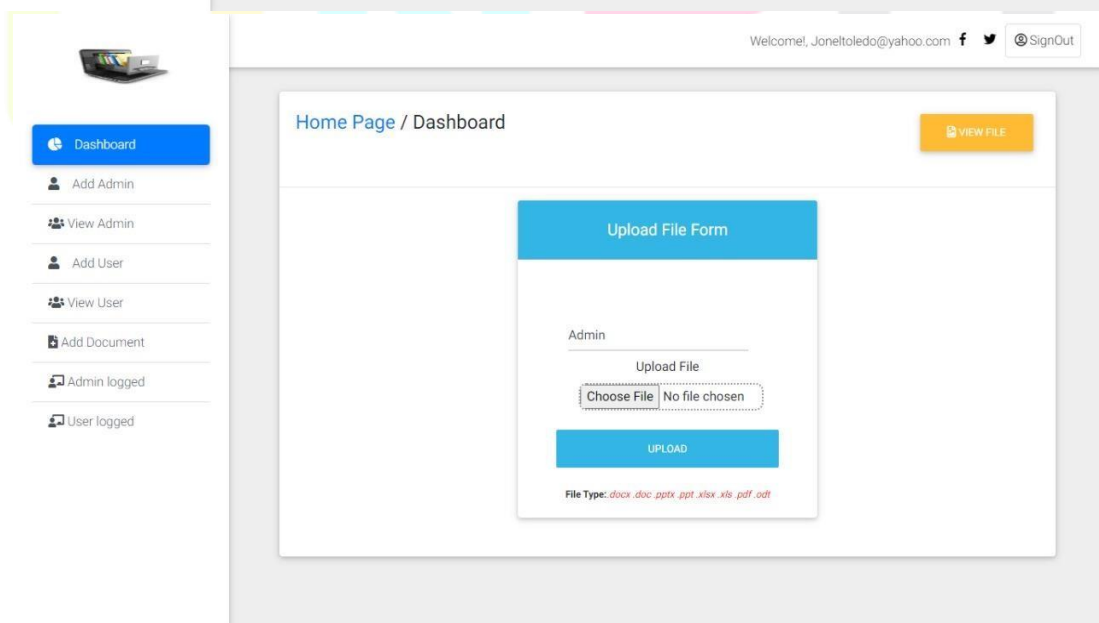 Welcome!, Joneltoledo@yahoo.com SignOut
Dashboard
Add Admin
View Admin
Add User
View User
Add Document
Admin logged
User logged
Home Page / Dashboard
VIEW FILE
Upload File Form
Admin
Upload File
Choose File No file chosen
UPLOAD
File Type: .docx .doc .pptx .ppt .xlsx .xls .pdf .odt